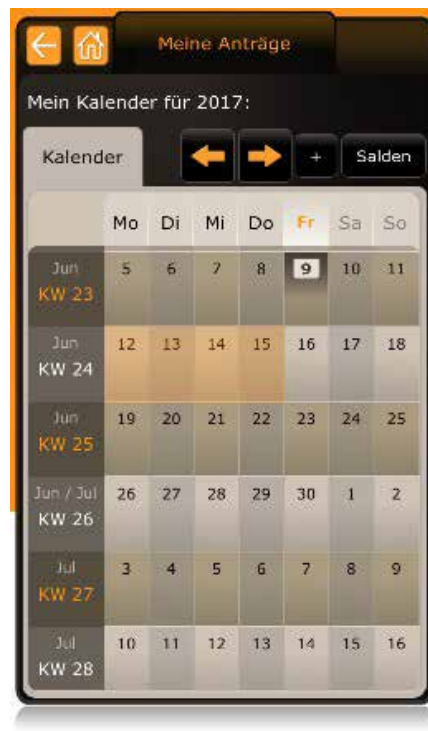 Meine Anträge
Mein Kalender für 2017:
Kalender + Salden
Mo Di Mi Do Fr Sa So
Jun 5 6 7 8 9 10 11
KW 23
Jun 12 13 14 15 16 17 18
KW 24
Jun 19 20 21 22 23 24 25
KW 25
Jun / Jul 26 27 28 29 30 1 2
KW 26
Jul 3 4 5 6 7 8 9
KW 27
Jul 10 11 12 13 14 15 16
KW 28